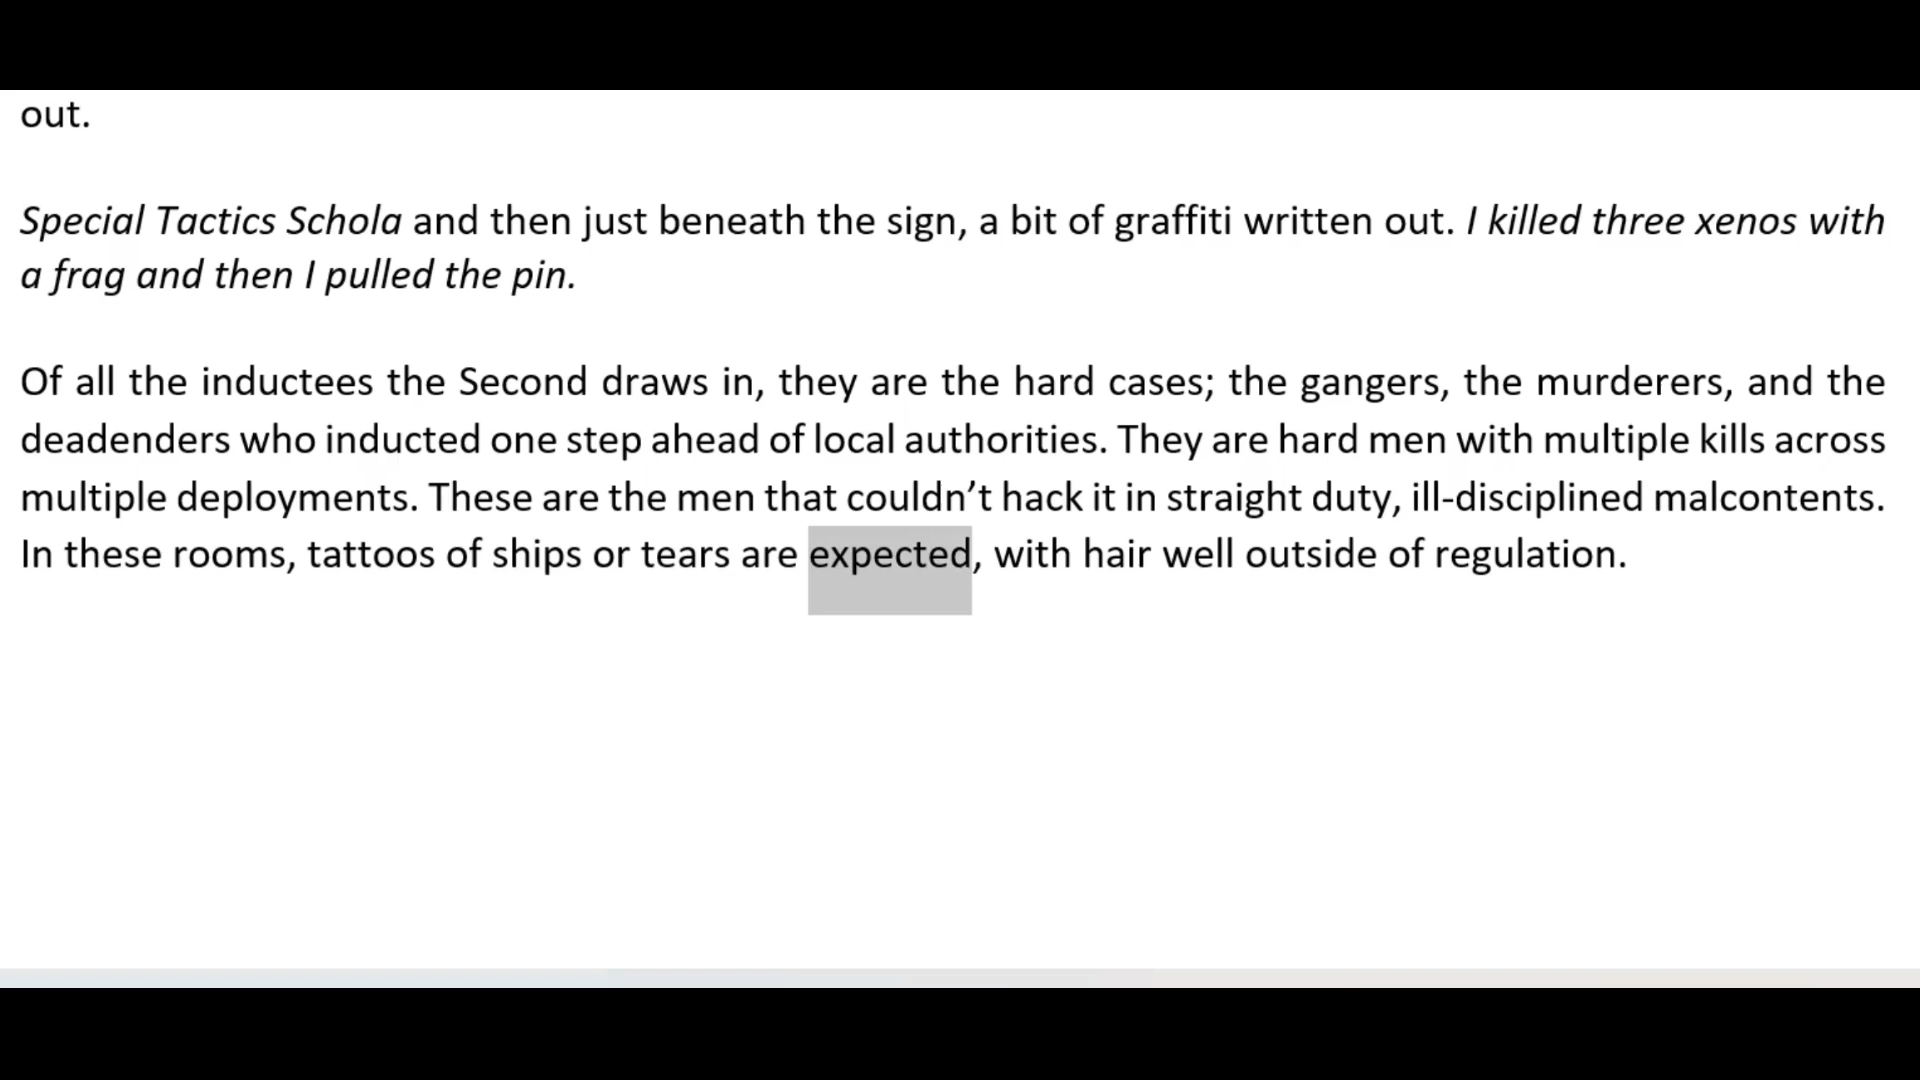 out.
Special Tactics Schola and then just beneath the sign, a bit of graffiti written out. I killed three xenos with
a frag and then I pulled the pin.
Of all the inductees the Second draws in, they are the hard cases; the gangers, the murderers, and the
deadenders who inducted one step ahead of local authorities. They are hard men with multiple kills across
multiple deployments. These are the men that couldn’t hack it in straight duty, ill-disciplined malcontents.
In these rooms, tattoos of ships or tears are expected, with hair well outside of regulation.